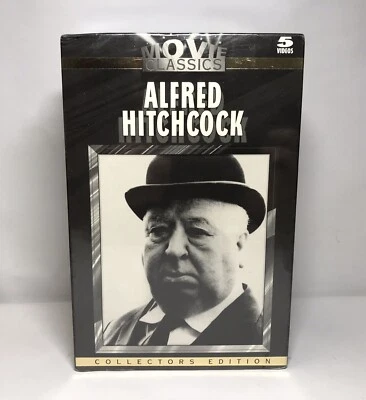 MOVIE
CLASSICS
5
VIDEOS
ALFRED
HITCHCOCK
COLLECTORS EDITION